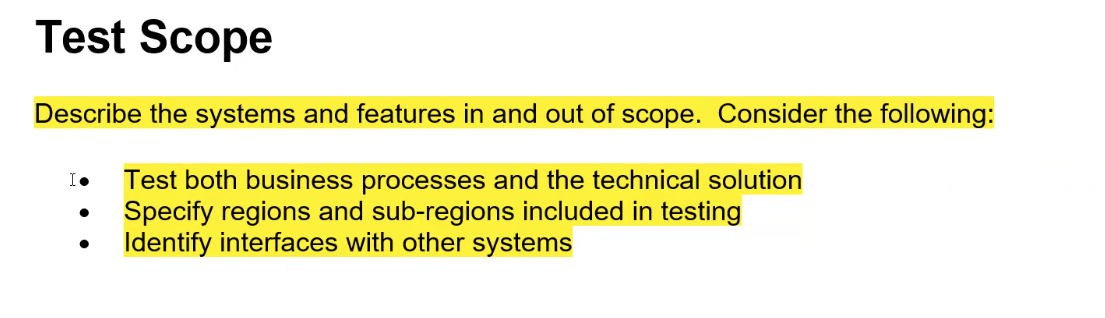 Test Scope
Describe the systems and features in and out of scope.  Consider the following:
• Test both business processes and the technical solution
• Specify regions and sub-regions included in testing
• Identify interfaces with other systems